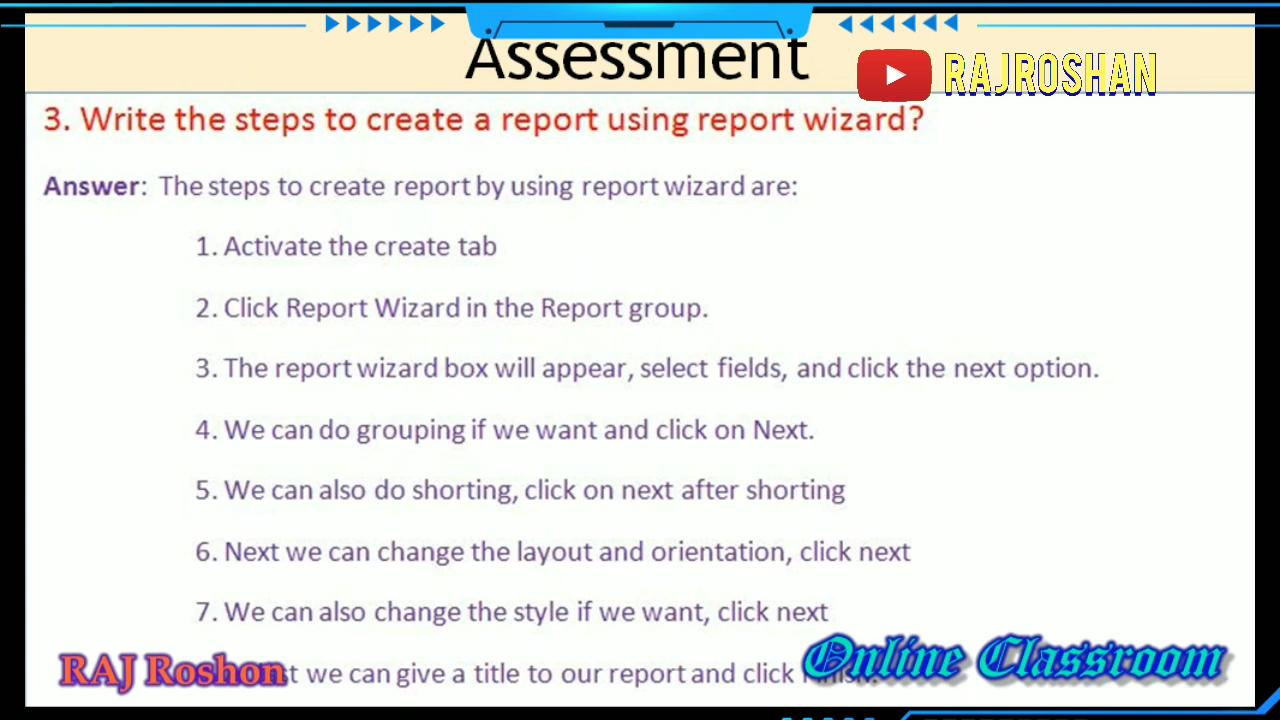 Assessment
RAJROSHAN
3. Write the steps to create a report using report wizard?
Answer: The steps to create report by using report wizard are:
1. Activate the create tab
2. Click Report Wizard in the Report group.
3. The report wizard box will appear, select fields, and click the next option.
4. We can do grouping if we want and click on Next.
5. We can also do shorting, click on next after shorting
6. Next we can change the layout and orientation, click next
7. We can also change the style if we want, click next
we can give a title to our report and click
RAJ Roshon
Online Classroom